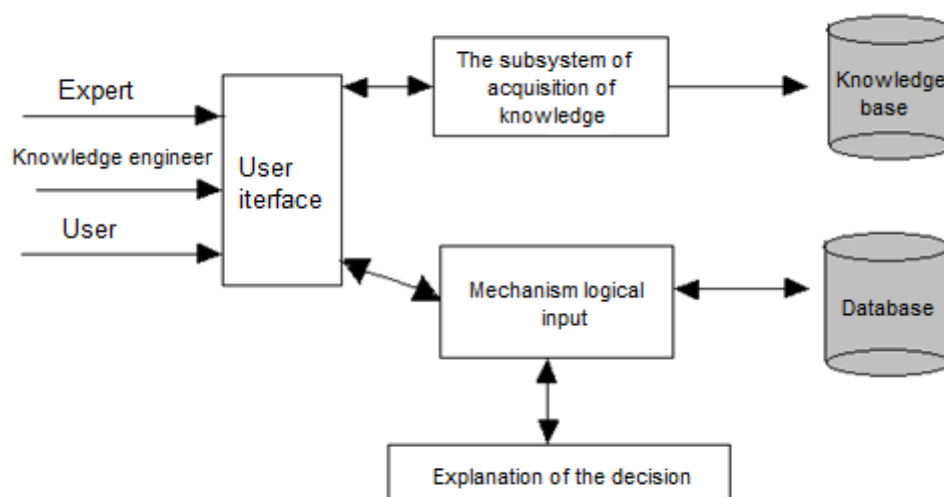 Expert
Knowledge engineer
User
User
iterface
The subsystem of
acquisition of
knowledge
Knowledge
base
Mechanism logical
input
Database
Explanation of the decision